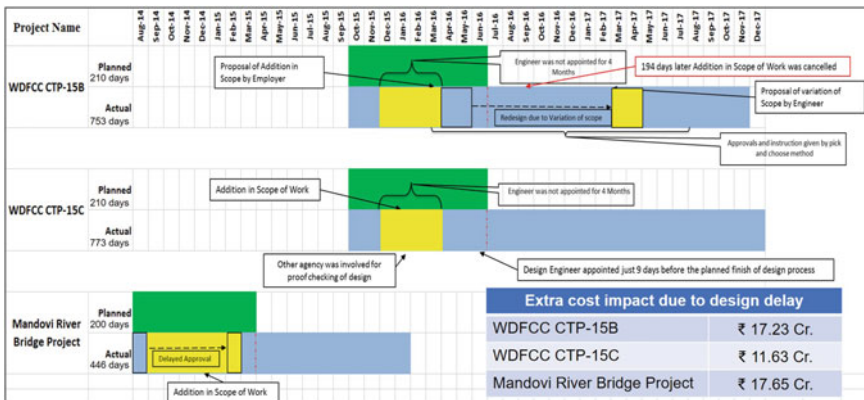 Project Name
Aug-14
Sep-14
Oct-14
Nov-14
Dec-14
Jan-15
Feb-15
Mar-15
Apr-15
May-15
Jun-15
Jul-15
Aug-15
Sep-15
Oct-15
Nov-15
Dec-15
Jan-16
Feb-16
Mar-16
Apr-16
May-16
Jun-16
Jul-16
Aug-16
Sep-16
Oct-16
Nov-16
Dec-16
Jan-17
Feb-17
Mar-17
Apr-17
May-17
Jun-17
Jul-17
Aug-17
Sep-17
Oct-17
Nov-17
Dec-17
WDFCC CTP-15B
Planned
210 days
Actual
753 days
Proposal of Addition in
Scope by Employer
Engineer was not appointed for 4
Months
194 days later Addition in Scope of Work was cancelled
Proposal of variation of
Scope by Engineer
Redesign due to Variation of scope
Approvals and instruction given by pick
and choose method
WDFCC CTP-15C
Planned
210 days
Actual
773 days
Addition in Scope of Work
Engineer was not appointed for 4 Months
Other agency was involved for
proof checking of design
Design Engineer appointed just 9 days before the planned finish of design process
Mandovi River
Bridge Project
Planned
200 days
Actual
446 days
Delayed Approval
Addition in Scope of Work
Extra cost impact due to design delay
WDFCC CTP-15B ₹ 17.23 Cr.
WDFCC CTP-15C ₹ 11.63 Cr.
Mandovi River Bridge Project ₹ 17.65 Cr.